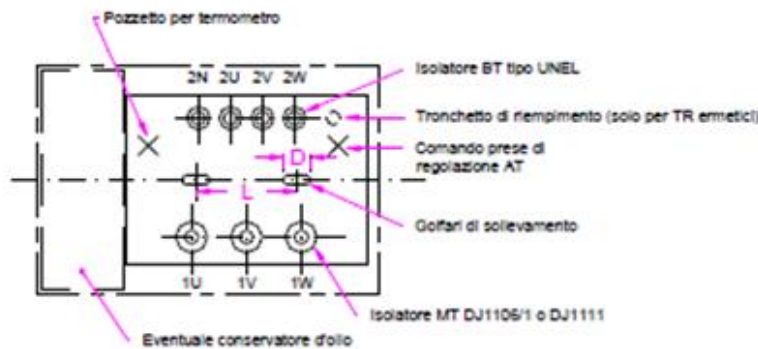 Pozzetto per termometro
2N 2U 2V 2W
Isolatore BT tipo UNEL
Tronchetto di riempimento (solo per TR ermetici)
Comando prese di
regolazione AT
D
L
Golfari di sollevamento
1U 1V 1W
Isolatore MT DJ1106/1 o DJ1111
Eventuale conservatore d'olio